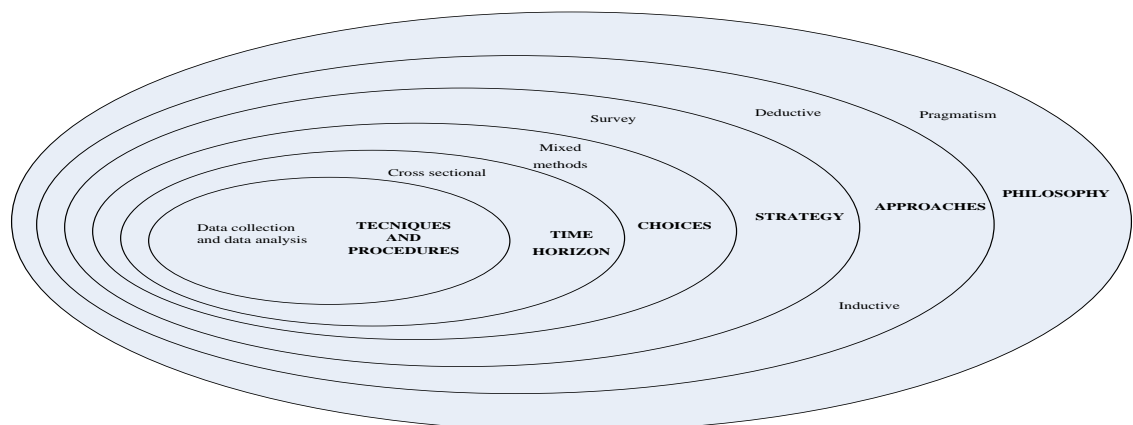 Survey
Deductive
Pragmatism
Mixed
methods
Cross sectional
Data collection
and data analysis
TECNIQUES
AND
PROCEDURES
TIME
HORIZON
CHOICES
STRATEGY
APPROACHES
PHILOSOPHY
Inductive